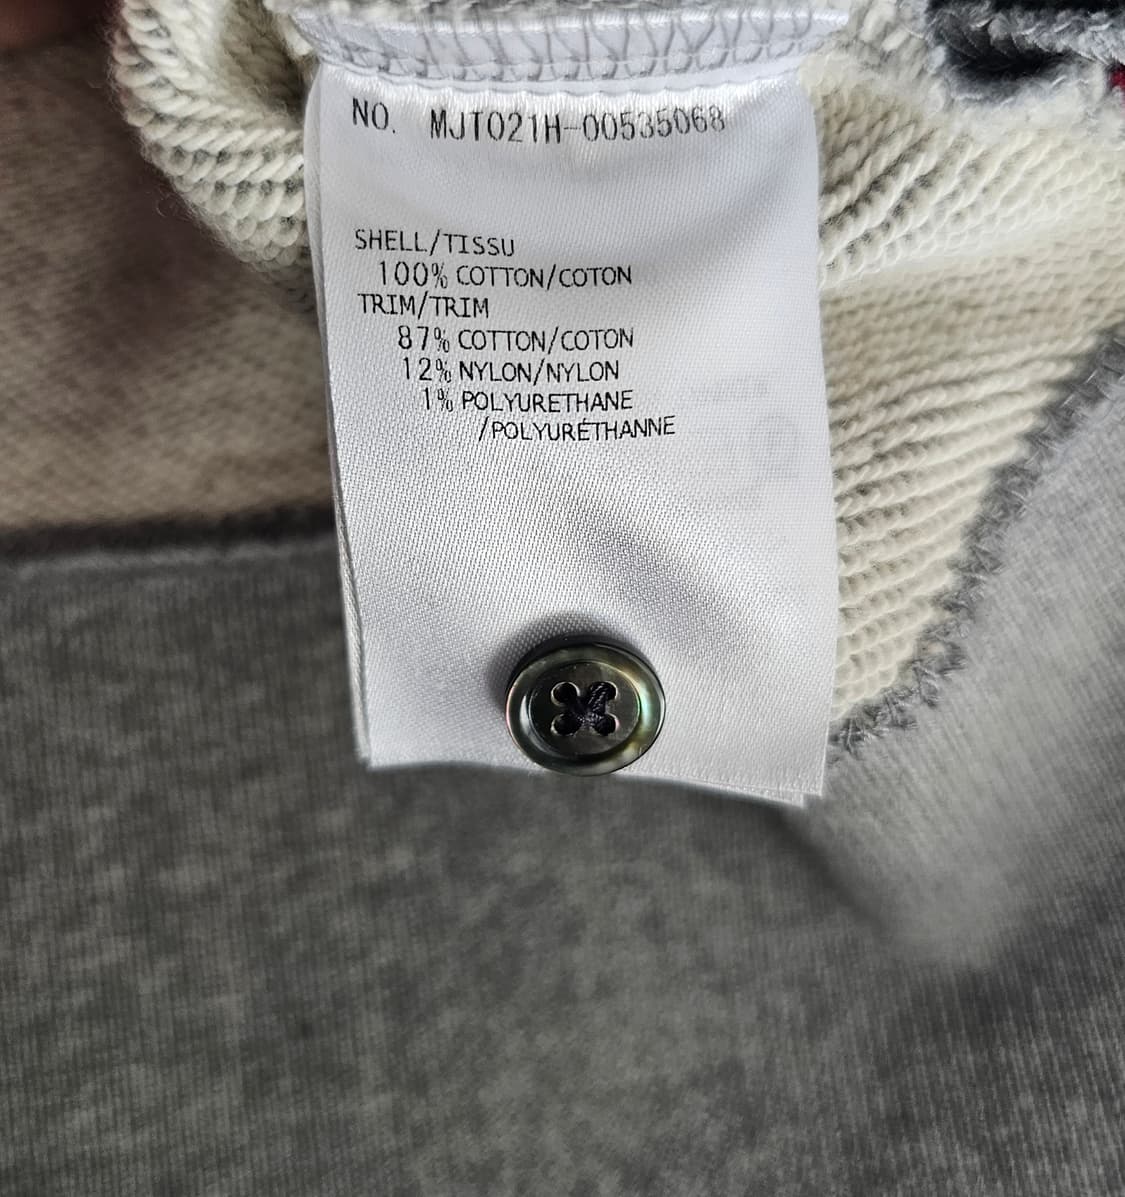 NO. MJT021H-00535068
SHELL/TISSU
100% COTTON/COTON
TRIM/TRIM
87% COTTON/COTON
12% NYLON/NYLON
1% POLYURETHANE
/POLYURÉTHANNE